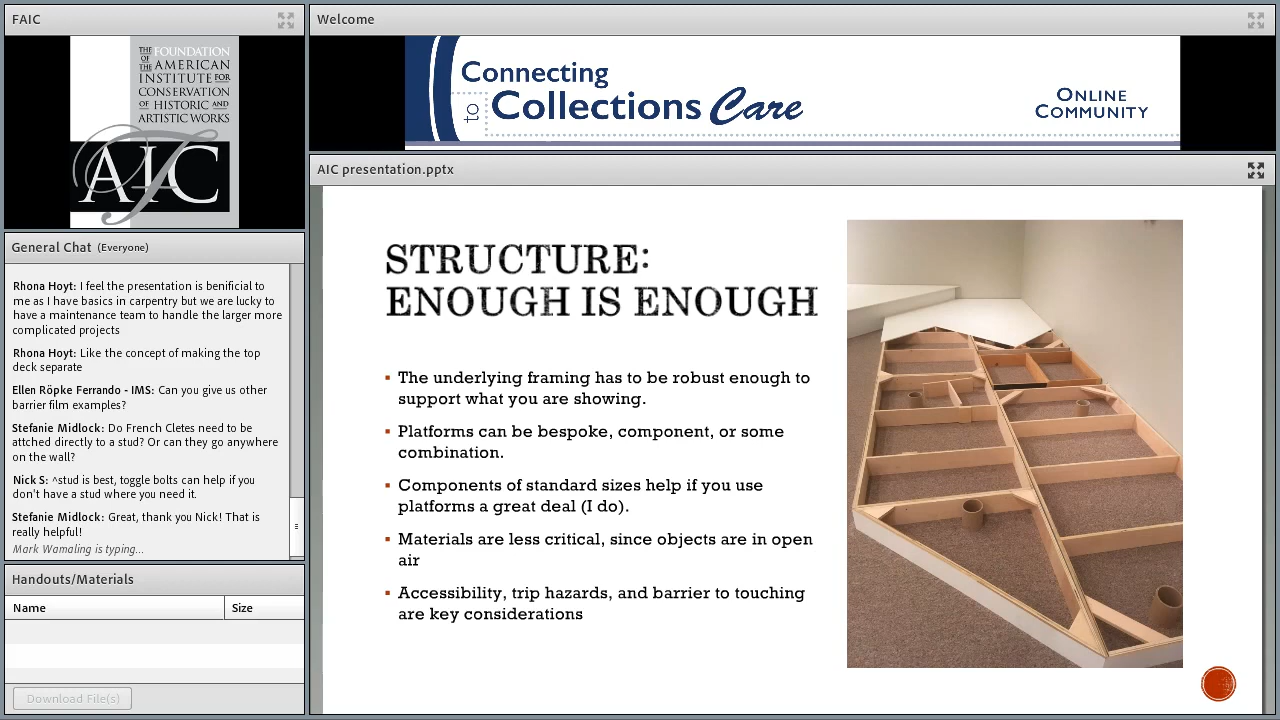 FAIC
THE FOUNDATION
OF THE AMERICAN
INSTITUTE FOR
CONSERVATION
OF HISTORIC AND
ARTISTIC WORKS
FAIC
General Chat (Everyone)
Rhona Hoyt: I feel the presentation is benificial to
me as I have basics in carpentry but we are lucky to
have a maintenance team to handle the larger more
complicated projects
Rhona Hoyt: Like the concept of making the top
deck separate
Ellen Röpke Ferrando - IMS: Can you give us other
barrier film examples?
Stefanie Midlock: Do French Cletes need to be
attched directly to a stud? Or can they go anywhere
on the wall?
Nick S: ^stud is best, toggle bolts can help if you
don't have a stud where you need it.
Stefanie Midlock: Great, thank you Nick! That is
really helpful!
Mark Wamaling is typing...
Handouts/Materials
Name Size
Download File(s)
Welcome
Connecting
to Collections Care
ONLINE
COMMUNITY
AIC presentation.pptx
STRUCTURE:
ENOUGH IS ENOUGH
▪ The underlying framing has to be robust enough to
support what you are showing.
▪ Platforms can be bespoke, component, or some
combination.
▪ Components of standard sizes help if you use
platforms a great deal (I do).
▪ Materials are less critical, since objects are in open
air
▪ Accessibility, trip hazards, and barrier to touching
are key considerations